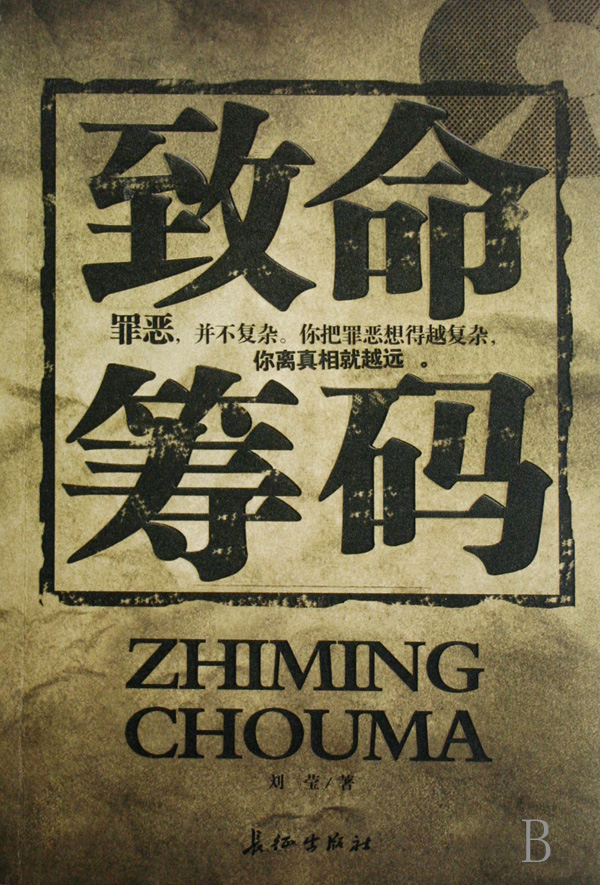 致命
罪恶，并不复杂。你把罪恶想得越复杂，
你离真相就越远。
筹码
ZHIMING
CHOUMA
刘 莹/著
长征出版社
B